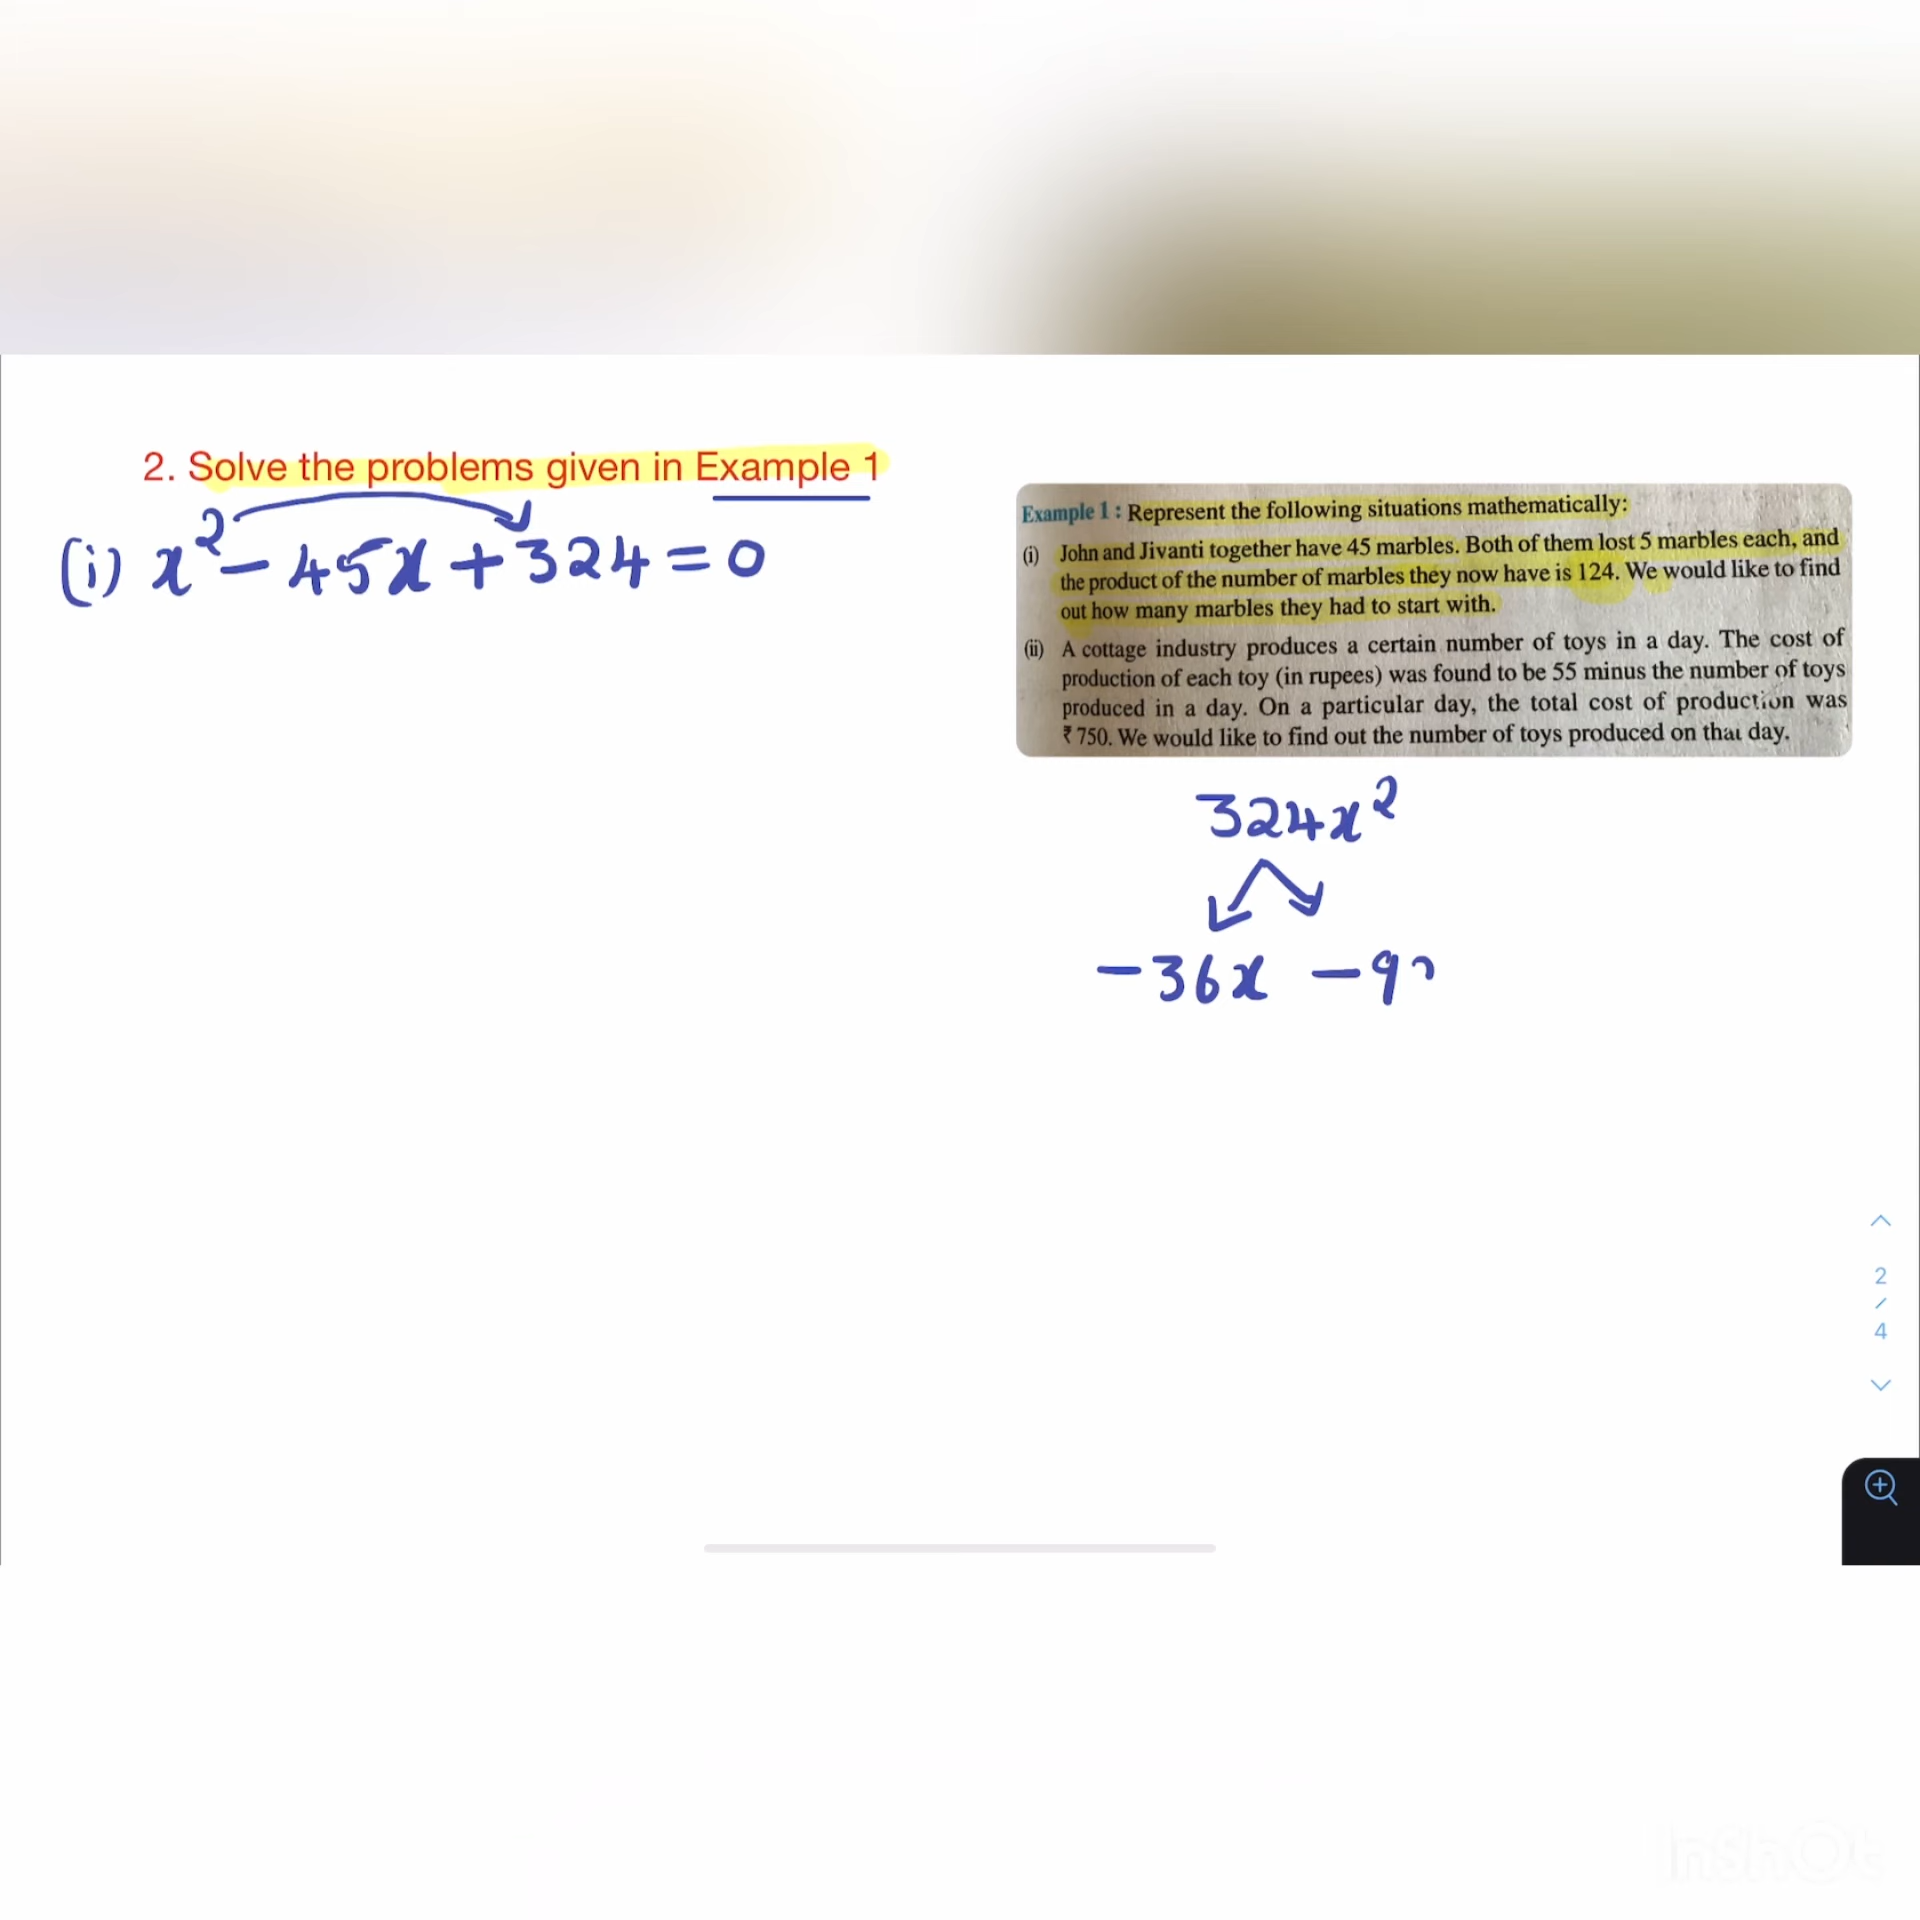 2. Solve the problems given in Example 1
(i) x² - 45x + 324 = 0
Example 1 : Represent the following situations mathematically:
(i) John and Jivanti together have 45 marbles. Both of them lost 5 marbles each, and
the product of the number of marbles they now have is 124. We would like to find
out how many marbles they had to start with.
(ii) A cottage industry produces a certain number of toys in a day. The cost of
production of each toy (in rupees) was found to be 55 minus the number of toys
produced in a day. On a particular day, the total cost of production was
₹ 750. We would like to find out the number of toys produced on that day.
324x²
-36x -9
2
/
4
InShOt